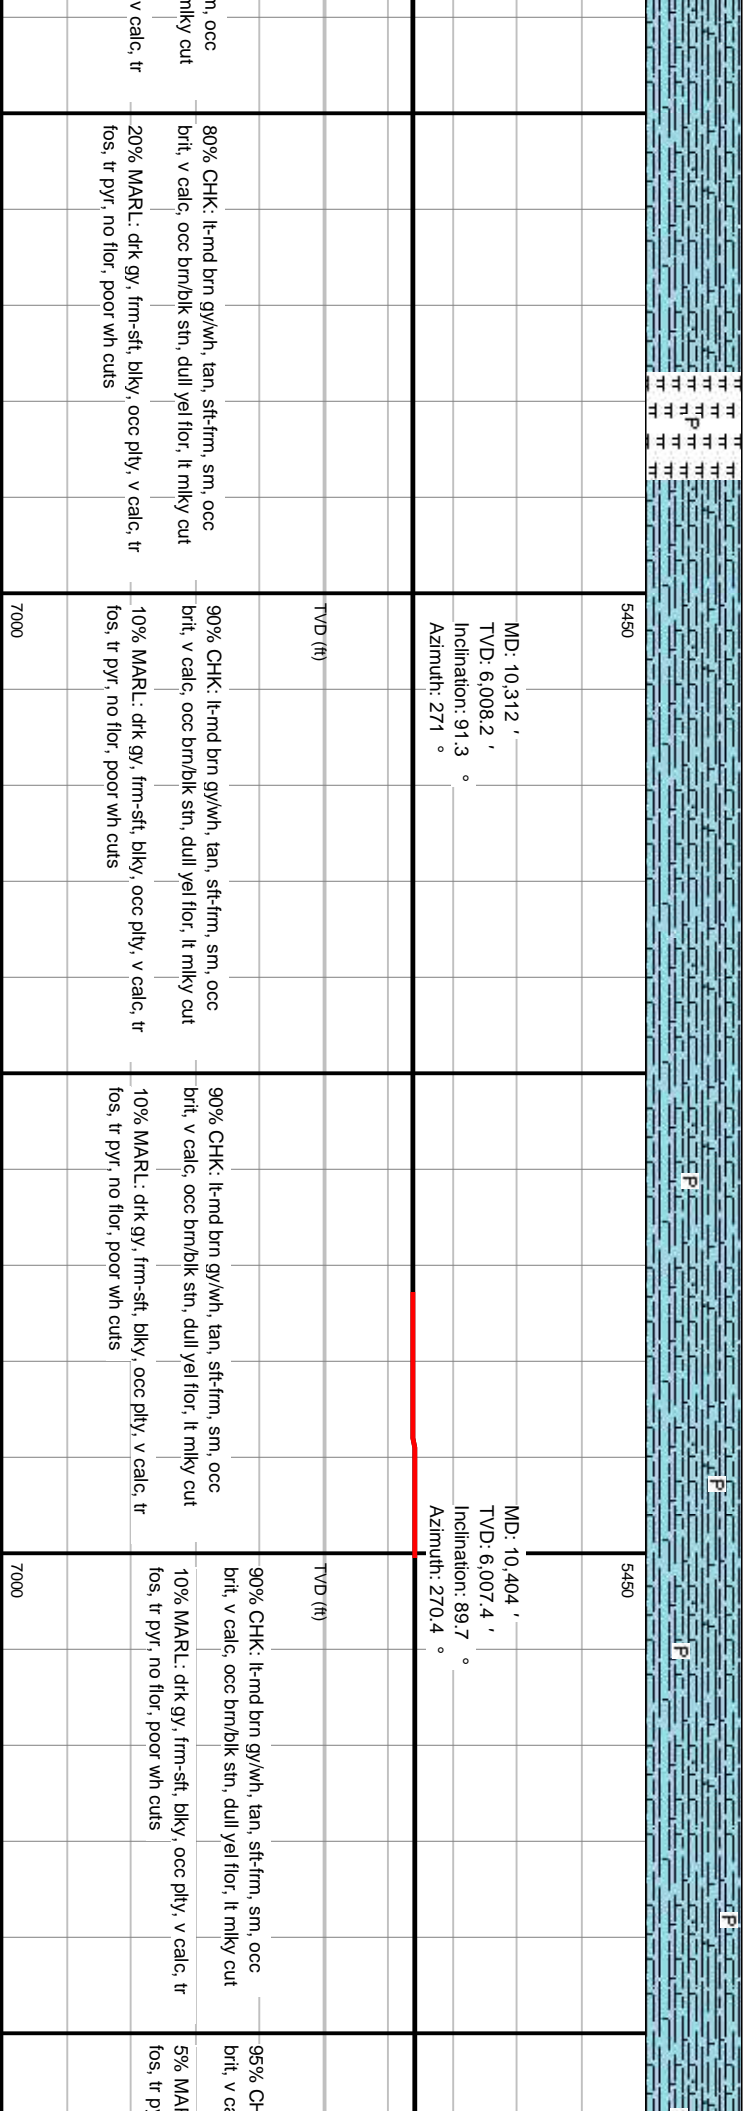 m, occ
mlky cut
v calc, tr
80% CHK: lt-md brn gy/wh, tan, sft-frm, sm, occ
brit, v calc, occ brn/blk stn, dull yel flor, lt mlky cut
20% MARL: drk gy, frm-sft, blky, occ plty, v calc, tr
fos, tr pyr, no flor, poor wh cuts
P
5450
MD: 10,312 '
TVD: 6,008.2 '
Inclination: 91.3 °
Azimuth: 271 °
TVD (ft)
90% CHK: lt-md brn gy/wh, tan, sft-frm, sm, occ
brit, v calc, occ brn/blk stn, dull yel flor, lt mlky cut
10% MARL: drk gy, frm-sft, blky, occ plty, v calc, tr
fos, tr pyr, no flor, poor wh cuts
7000
P
90% CHK: lt-md brn gy/wh, tan, sft-frm, sm, occ
brit, v calc, occ brn/blk stn, dull yel flor, lt mlky cut
10% MARL: drk gy, frm-sft, blky, occ plty, v calc, tr
fos, tr pyr, no flor, poor wh cuts
P
5450
MD: 10,404 '
TVD: 6,007.4 '
Inclination: 89.7 °
Azimuth: 270.4 °
TVD (ft)
P
90% CHK: lt-md brn gy/wh, tan, sft-frm, sm, occ
brit, v calc, occ brn/blk stn, dull yel flor, lt mlky cut
10% MARL: drk gy, frm-sft, blky, occ plty, v calc, tr
fos, tr pyr, no flor, poor wh cuts
7000
P
95% CH
brit, v ca
5% MAR
fos, tr py